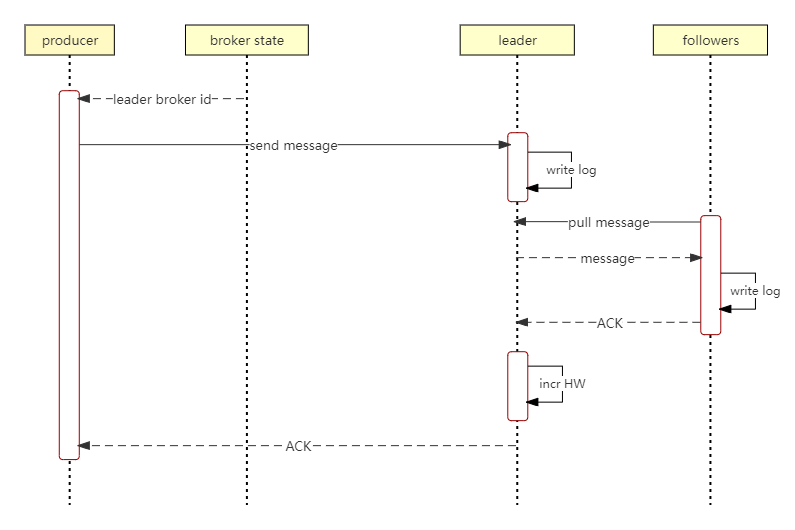 producer
broker state
leader
followers
leader broker id
send message
write log
pull message
message
write log
ACK
incr HW
ACK